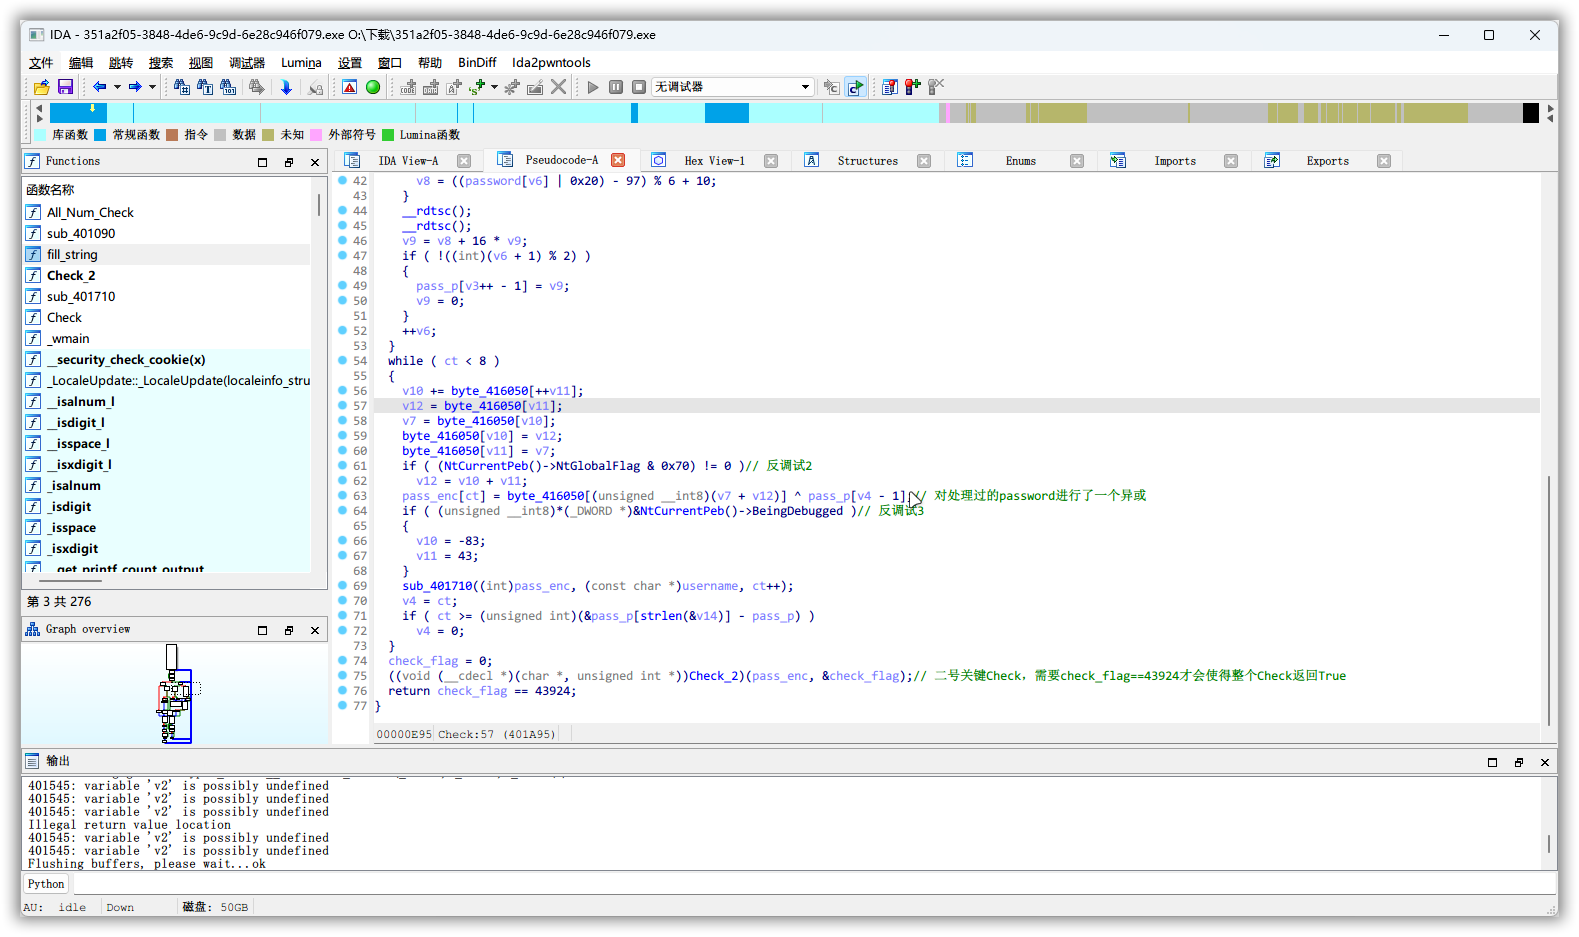 IDA - 351a2f05-3848-4de6-9c9d-6e28c946f079.exe O:\下载\351a2f05-3848-4de6-9c9d-6e28c946f079.exe
文件 编辑 跳转 搜索 视图 调试器 Lumina 设置 窗口 帮助 BinDiff Ida2pwntools
无调试器
库函数 常规函数 指令 数据 未知 外部符号 Lumina函数
Functions
函数名称
All_Num_Check
sub_401090
fill_string
Check_2
sub_401710
Check
_wmain
__security_check_cookie(x)
_LocaleUpdate::_LocaleUpdate(localeinfo_stru
__isalnum_l
__isdigit_l
__isspace_l
__isxdigit_l
_isalnum
_isdigit
_isspace
_isxdigit
_get_printf_count_output
第 3 共 276
Graph overview
IDA View-A Pseudocode-A Hex View-1 Structures Enums Imports Exports
42 v8 = ((password[v6] | 0x20) - 97) % 6 + 10;
43 }
44 __rdtsc();
45 __rdtsc();
46 v9 = v8 + 16 * v9;
47 if ( !((int)(v6 + 1) % 2) )
48 {
49 pass_p[v3++ - 1] = v9;
50 v9 = 0;
51 }
52 ++v6;
53 }
54 while ( ct < 8 )
55 {
56 v10 += byte_416050[++v11];
57 v12 = byte_416050[v11];
58 v7 = byte_416050[v10];
59 byte_416050[v10] = v12;
60 byte_416050[v11] = v7;
61 if ( (NtCurrentPeb()->NtGlobalFlag & 0x70) != 0 )// 反调试2
62 v12 = v10 + v11;
63 pass_enc[ct] = byte_416050[(unsigned __int8)(v7 + v12)] ^ pass_p[v4 - 1];// 对处理过的password进行了一个异或
64 if ( (unsigned __int8)*(_DWORD *)&NtCurrentPeb()->BeingDebugged )// 反调试3
65 {
66 v10 = -83;
67 v11 = 43;
68 }
69 sub_401710((int)pass_enc, (const char *)username, ct++);
70 v4 = ct;
71 if ( ct >= (unsigned int)(&pass_p[strlen(&v14)] - pass_p) )
72 v4 = 0;
73 }
74 check_flag = 0;
75 ((void (__cdecl *)(char *, unsigned int *))Check_2)(pass_enc, &check_flag);// 二号关键Check，需要check_flag==43924才会使得整个Check返回True
76 return check_flag == 43924;
77 }
00000E95 Check:57 (401A95)
输出
401545: variable 'v2' is possibly undefined
401545: variable 'v2' is possibly undefined
401545: variable 'v2' is possibly undefined
Illegal return value location
401545: variable 'v2' is possibly undefined
401545: variable 'v2' is possibly undefined
Flushing buffers, please wait...ok
Python
AU: idle Down 磁盘: 50GB